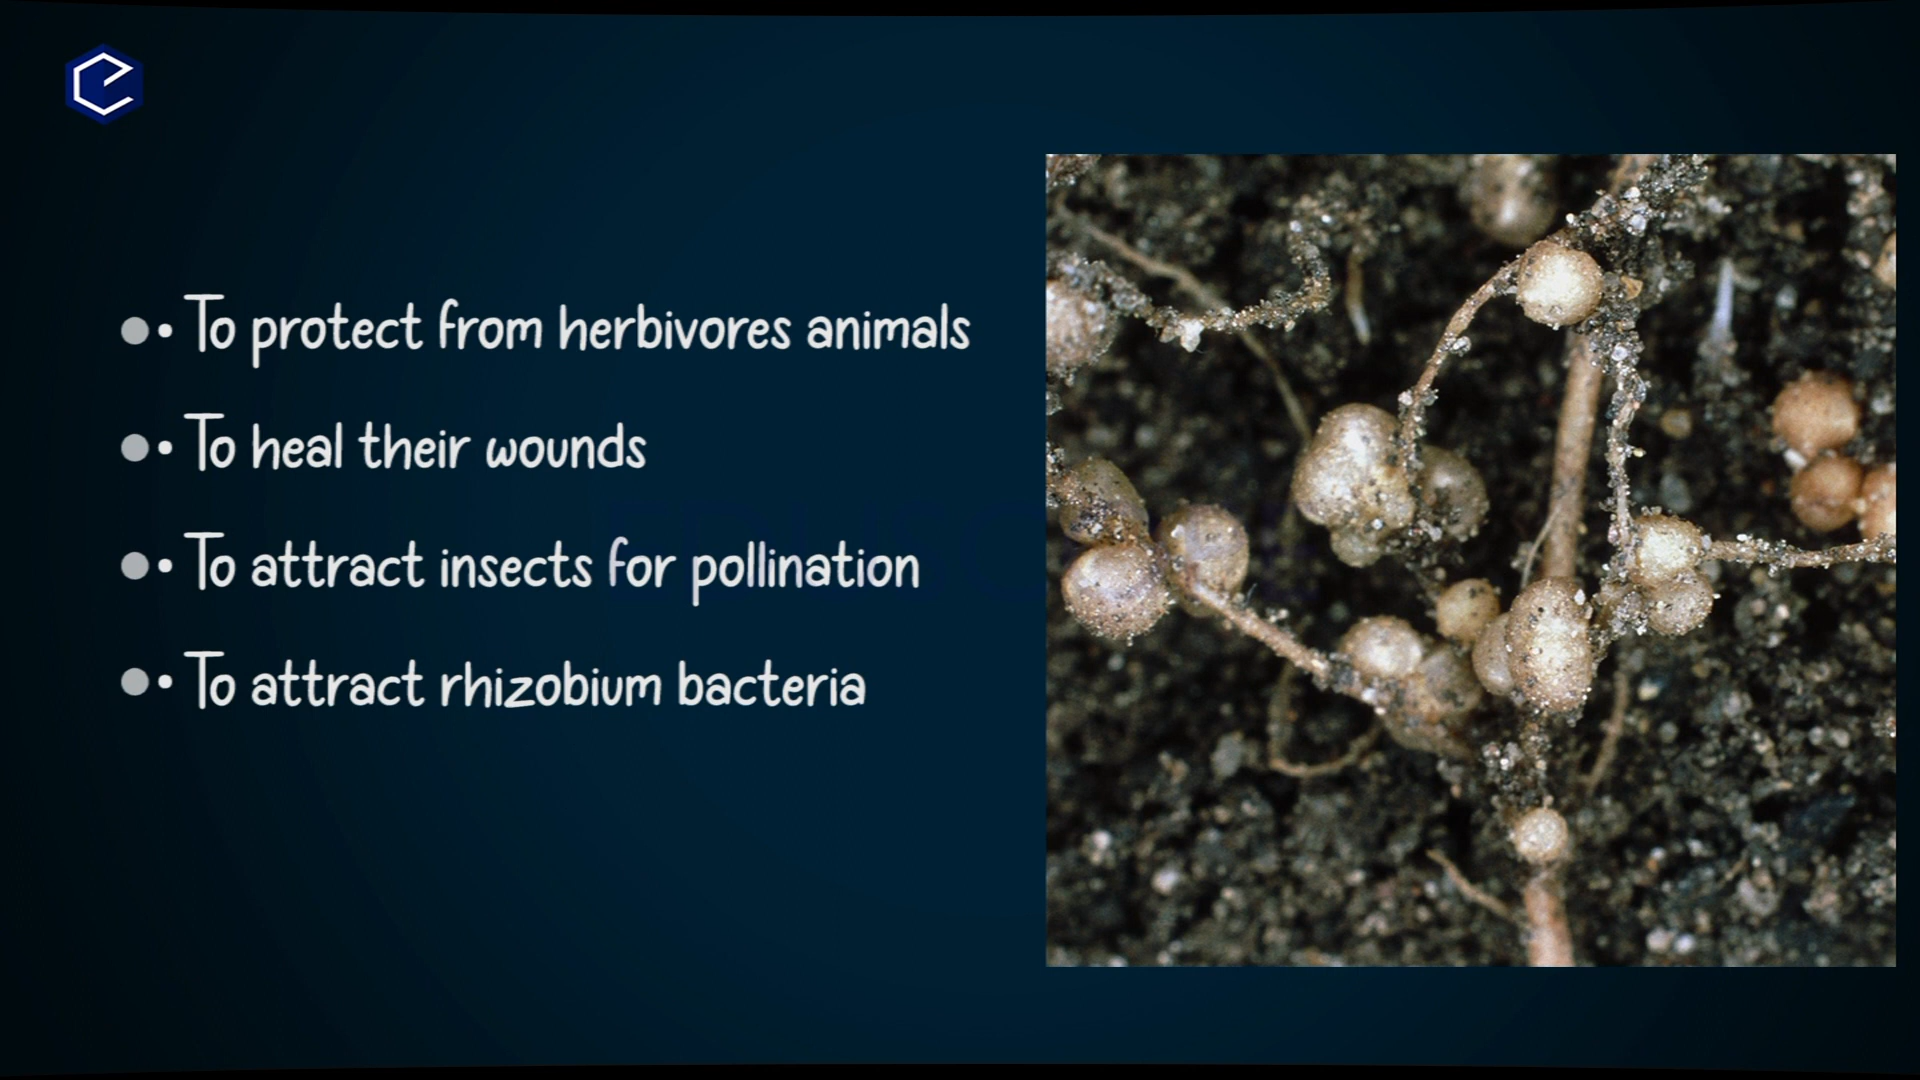 • To protect from herbivores animals
• To heal their wounds
• To attract insects for pollination
• To attract rhizobium bacteria